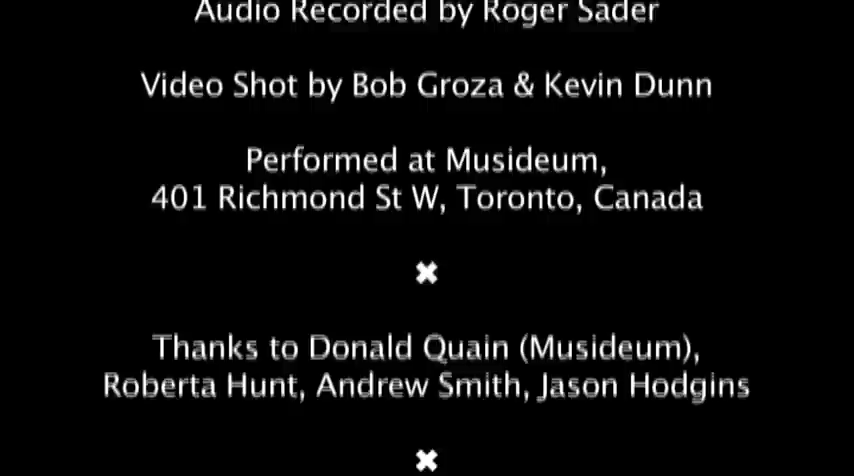 Audio Recorded by Roger Sader
Video Shot by Bob Groza & Kevin Dunn
Performed at Musideum,
401 Richmond St W, Toronto, Canada
✖
Thanks to Donald Quain (Musideum),
Roberta Hunt, Andrew Smith, Jason Hodgins
✖